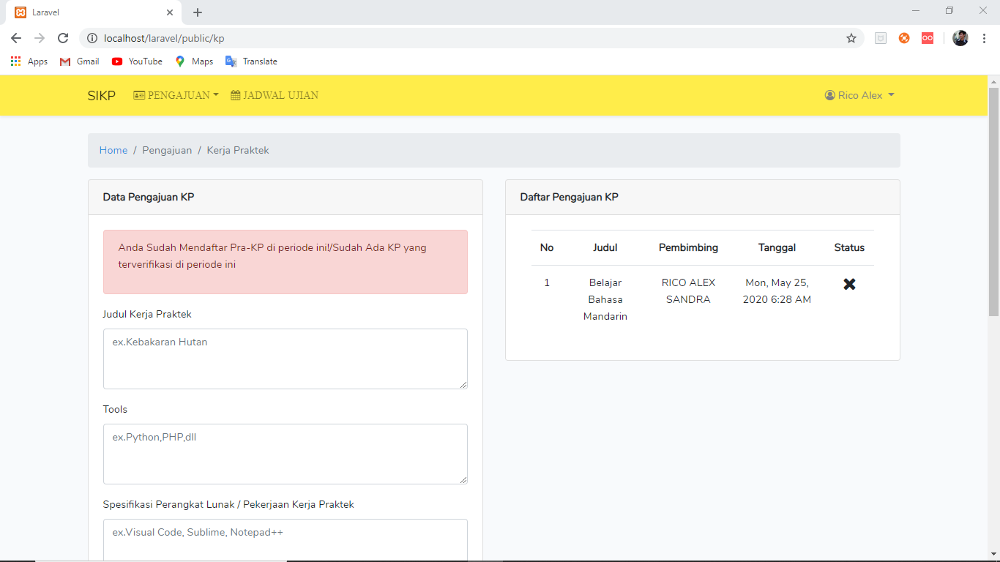 Laravel
localhost/laravel/public/kp
Apps Gmail YouTube Maps Translate
SIKP PENGAJUAN JADWAL UJIAN Rico Alex
Home / Pengajuan / Kerja Praktek
Data Pengajuan KP
Anda Sudah Mendaftar Pra-KP di periode ini!/Sudah Ada KP yang
terverifikasi di periode ini
Judul Kerja Praktek
ex.Kebakaran Hutan
Tools
ex.Python,PHP,dll
Spesifikasi Perangkat Lunak / Pekerjaan Kerja Praktek
ex.Visual Code, Sublime, Notepad++
Daftar Pengajuan KP
No Judul Pembimbing Tanggal Status
1 Belajar RICO ALEX Mon, May 25,
Bahasa SANDRA 2020 6:28 AM
Mandarin